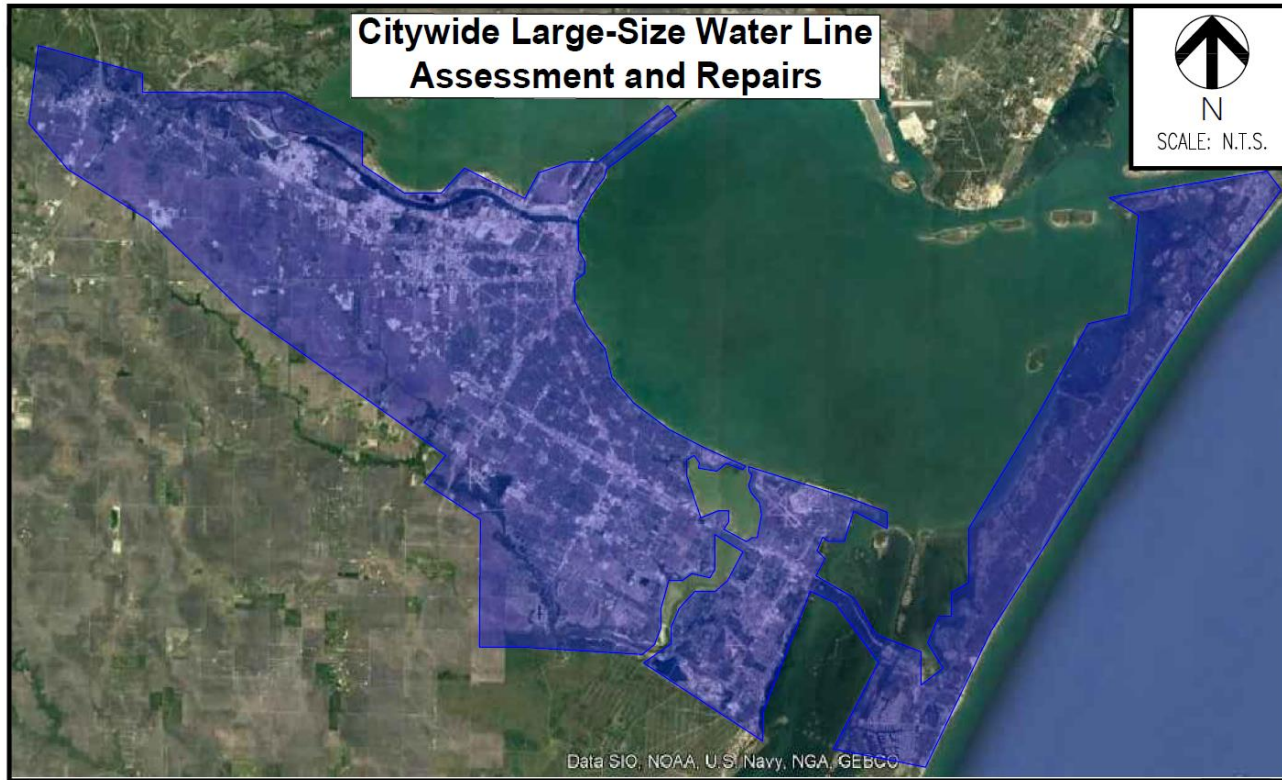 Citywide Large-Size Water Line
Assessment and Repairs
N
SCALE: N.T.S.
Data SIO, NOAA, U.S. Navy, NGA, GEBCO